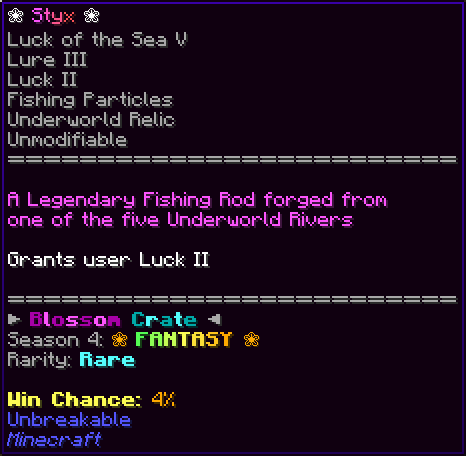 ❀ Styx ❀
Luck of the Sea V
Lure III
Luck II
Fishing Particles
Underworld Relic
Unmodifiable
==============================
A Legendary Fishing Rod forged from
one of the five Underworld Rivers
Grants user Luck II
==============================
► Blossom Crate ◄
Season 4: ❀ FANTASY ❀
Rarity: Rare
Win Chance: 4%
Unbreakable
Minecraft